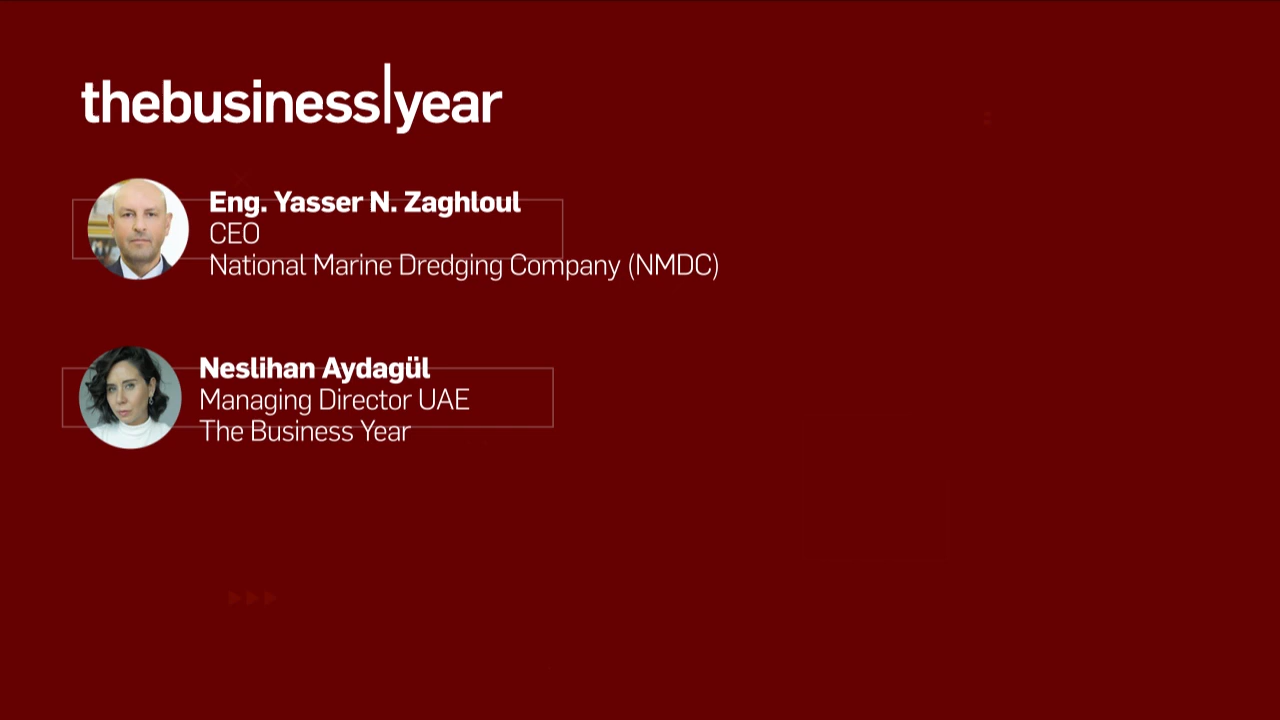 thebusiness|year
Eng. Yasser N. Zaghloul
CEO
National Marine Dredging Company (NMDC)
Neslihan Aydagül
Managing Director UAE
The Business Year